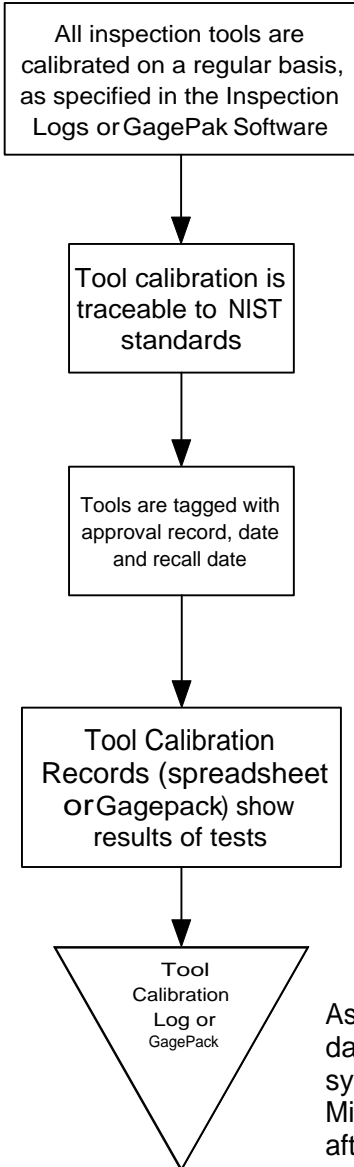 All inspection tools are
calibrated on a regular basis,
as specified in the Inspection
Logs or GagePak Software
Tool calibration is
traceable to NIST
standards
Tools are tagged with
approval record, date
and recall date
Tool Calibration
Records (spreadsheet
or Gagepack) show
results of tests
Tool
Calibration
Log or
GagePack
As
da
sy
Mi
aft